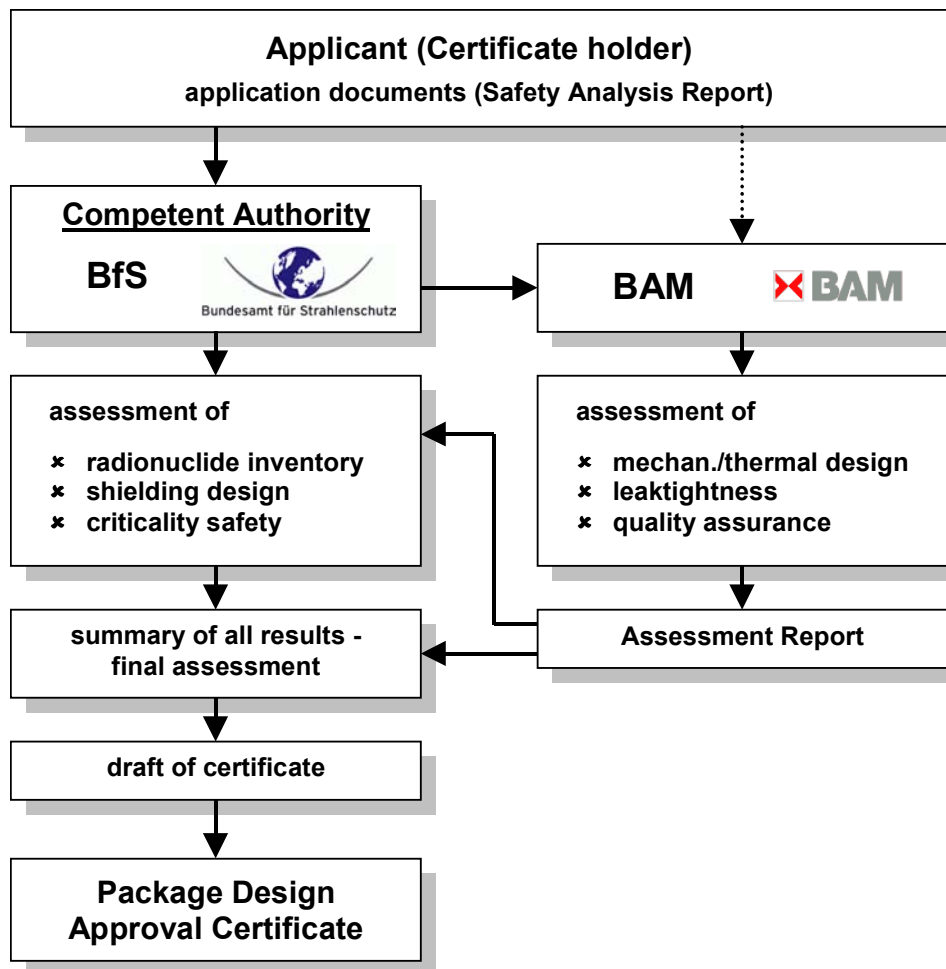 Applicant (Certificate holder)
application documents (Safety Analysis Report)
Competent Authority
BfS
Bundesamt für Strahlenschutz
BAM
BAM
assessment of
radionuclide inventory
shielding design
criticality safety
assessment of
mechan./thermal design
leaktightness
quality assurance
summary of all results -
final assessment
Assessment Report
draft of certificate
Package Design
Approval Certificate